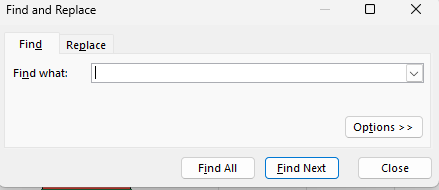 Find and Replace
Find Replace
Find what:
Options >>
Find All Find Next Close